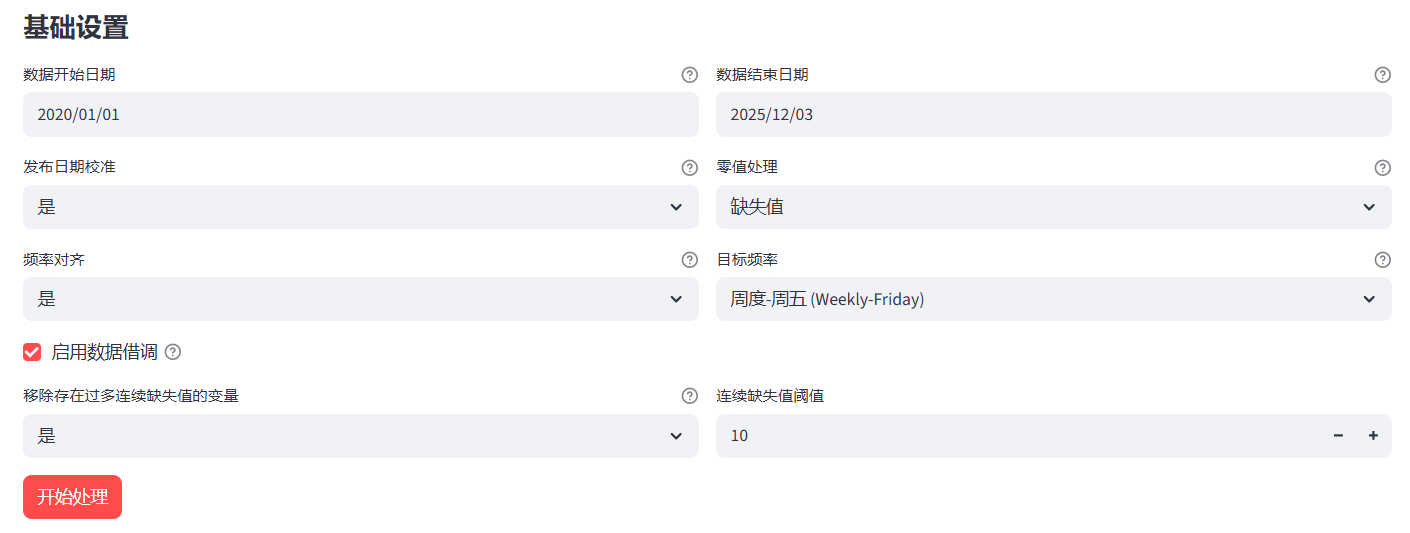 基础设置
数据开始日期
数据结束日期
2020/01/01
2025/12/03
发布日期校准
零值处理
是
缺失值
频率对齐
目标频率
是
周度-周五 (Weekly-Friday)
启用数据借调
移除存在过多连续缺失值的变量
连续缺失值阈值
是
10
开始处理